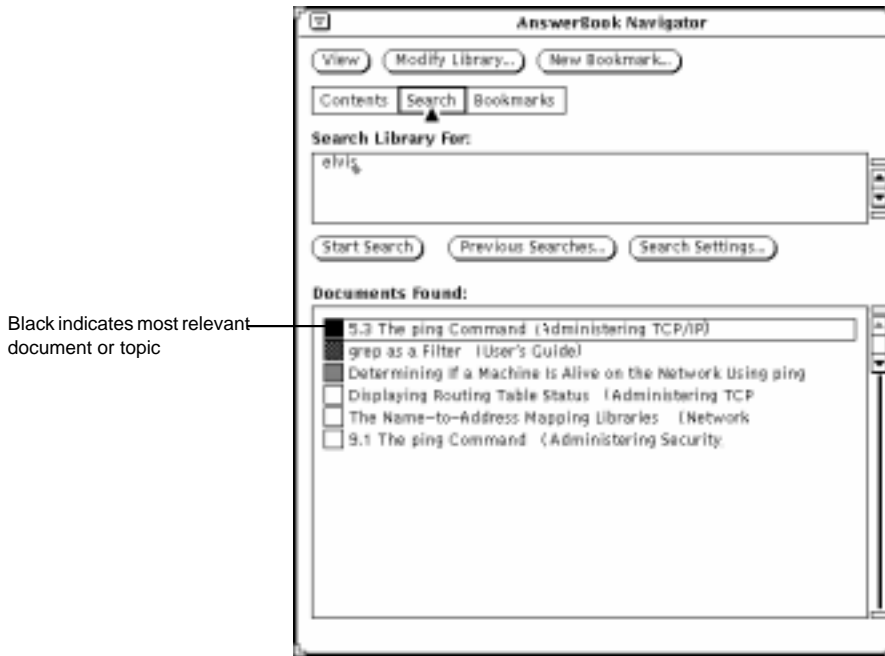 AnswerBook Navigator
View Modify Library... New Bookmark...
Contents Search Bookmarks
Search Library For:
elvis
Start Search Previous Searches... Search Settings...
Documents Found:
Black indicates most relevant
document or topic
5.3 The ping Command (Administering TCP/IP)
grep as a Filter (User's Guide)
Determining If a Machine Is Alive on the Network Using ping
Displaying Routing Table Status (Administering TCP
The Name-to-Address Mapping Libraries (Network
9.1 The ping Command (Administering Security